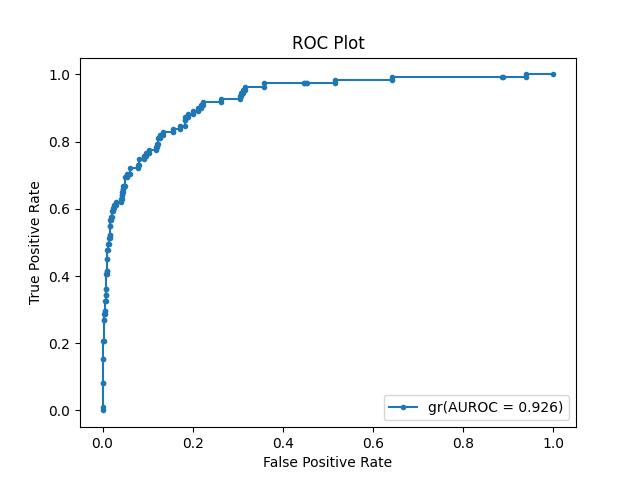 ROC Plot
True Positive Rate
1.0
0.8
0.6
0.4
0.2
0.0
gr(AUROC = 0.926)
0.0 0.2 0.4 0.6 0.8 1.0
False Positive Rate